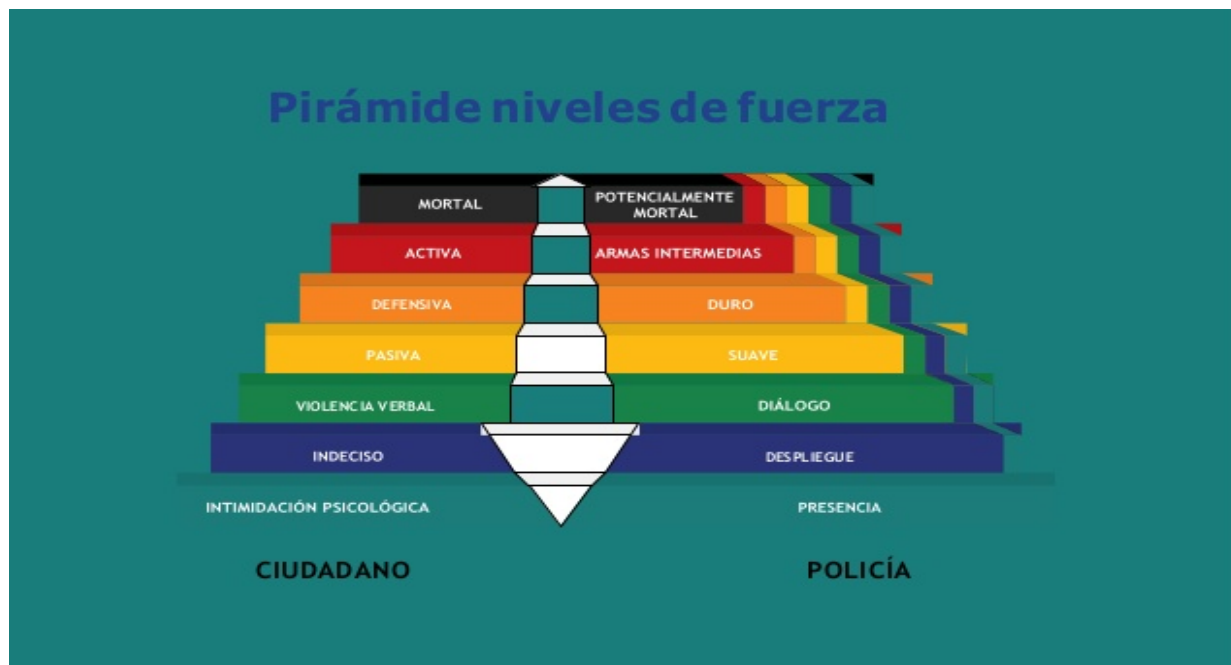 Pirámide niveles de fuerza
MORTAL
POTENCIALMENTE
MORTAL
ACTIVA
ARMAS INTERMEDIAS
DEFENSIVA
DURO
PASIVA
SUAVE
VIOLENCIA VERBAL
DIÁLOGO
INDECISO
DESPLIEGUE
INTIMIDACIÓN PSICOLÓGICA
PRESENCIA
CIUDADANO
POLICÍA